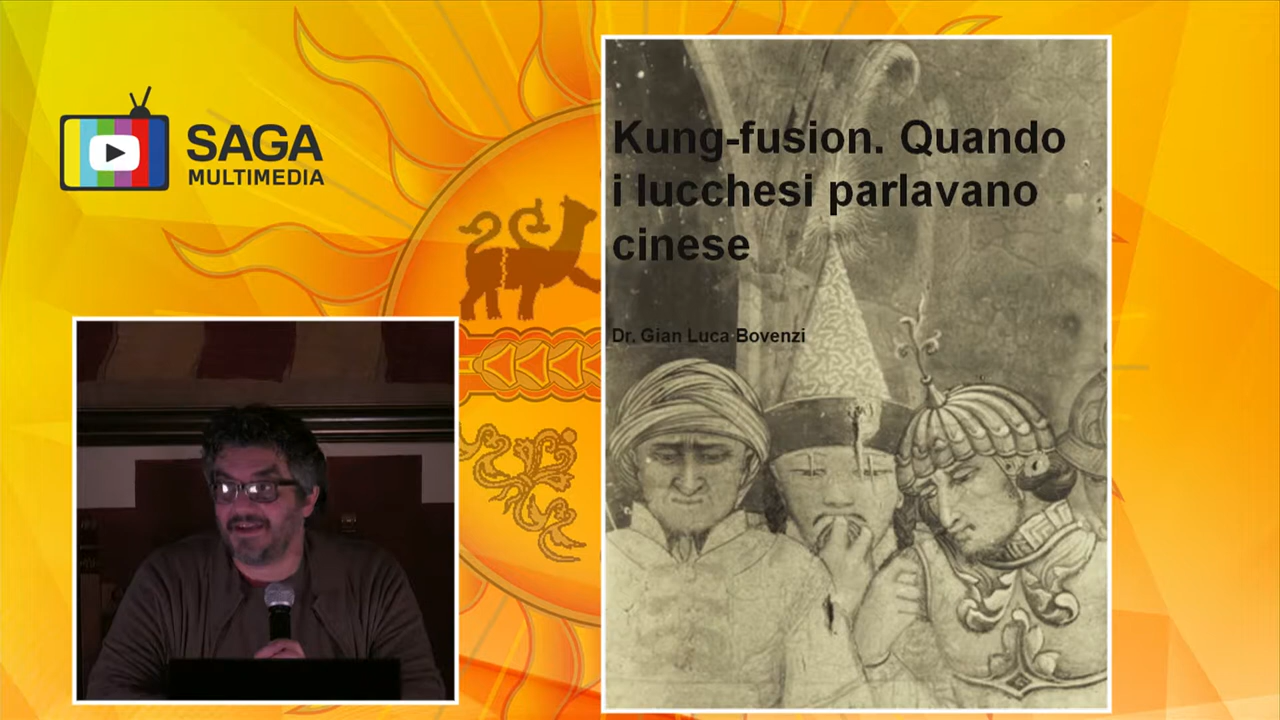 SAGA
MULTIMEDIA
Kung-fusion. Quando
i lucchesi parlavano
cinese
Dr. Gian Luca Bovenzi